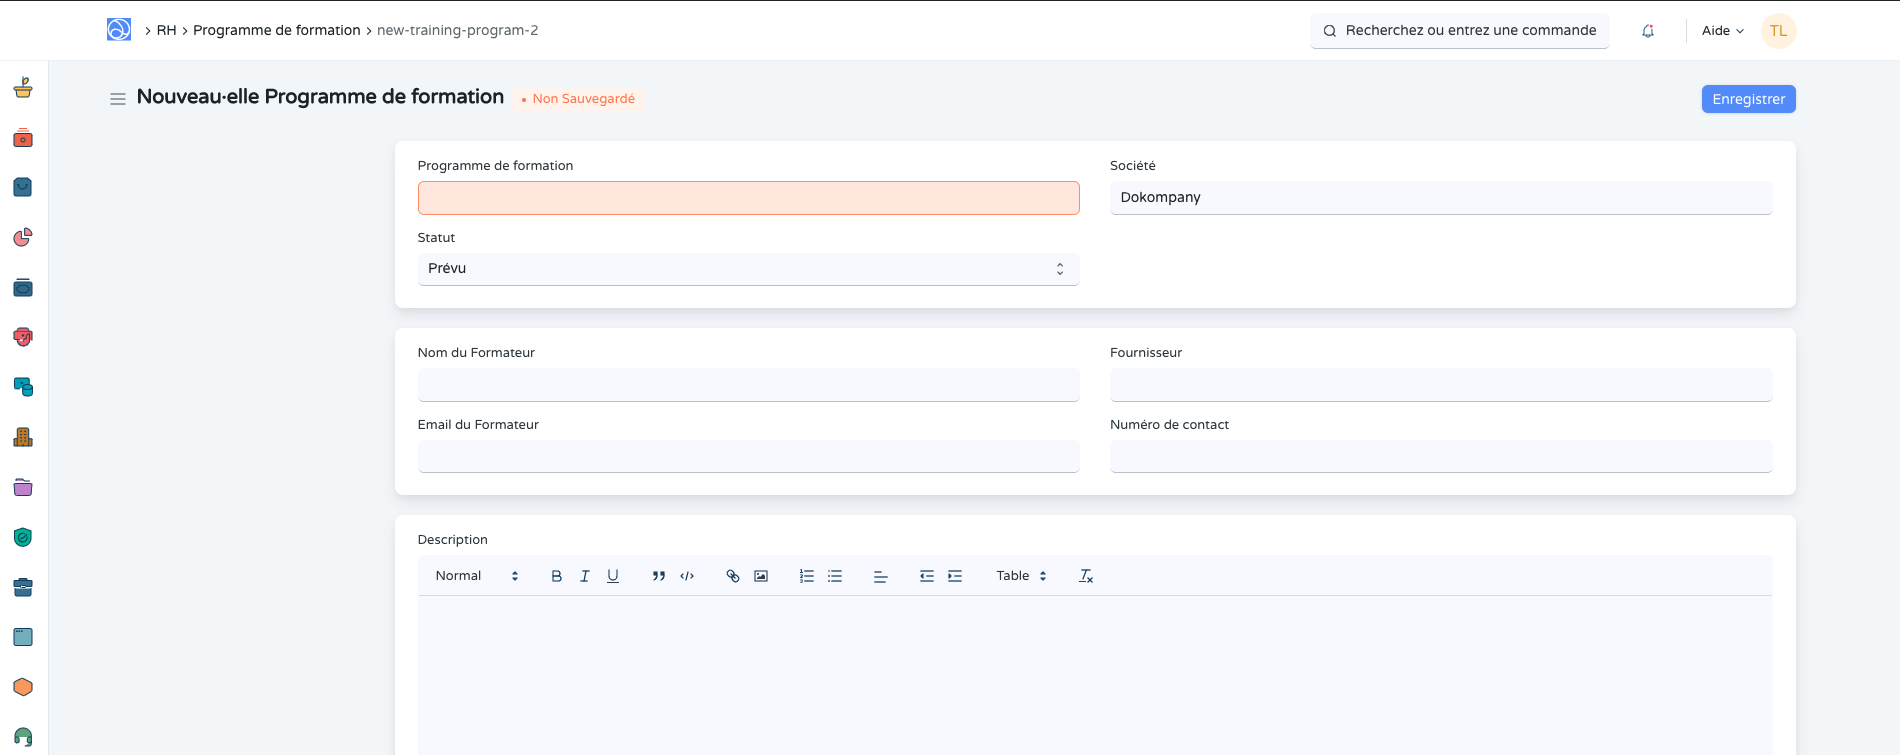 RH > Programme de formation > new-training-program-2
Recherchez ou entrez une commande
Aide
TL
Nouveau·elle Programme de formation
Non Sauvegardé
Enregistrer
Programme de formation
Société
Dokompany
Statut
Prévu
Nom du Formateur
Fournisseur
Email du Formateur
Numéro de contact
Description
Normal
Table